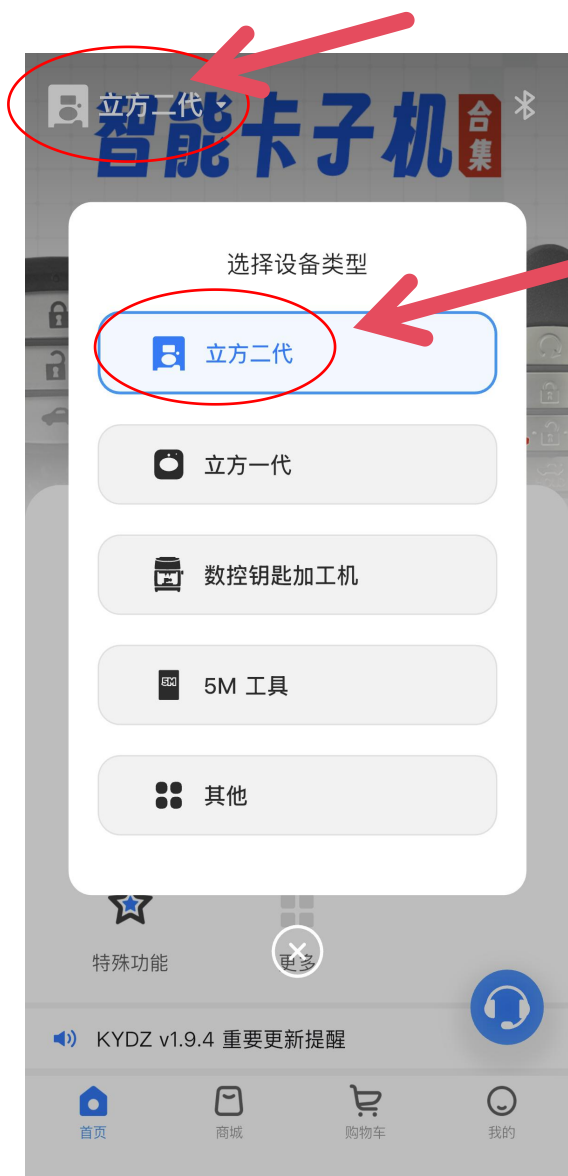 立方二代
智能卡子机
合集
选择设备类型
立方二代
立方一代
数控钥匙加工机
5M
5M 工具
其他
特殊功能
更多
KYDZ v1.9.4 重要更新提醒
首页
商城
购物车
我的